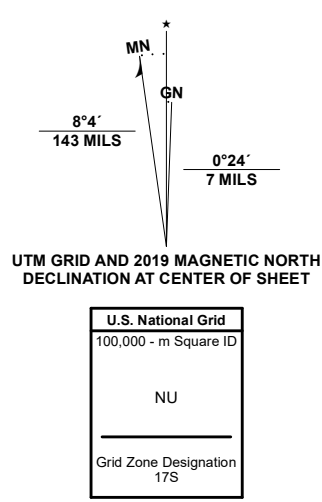 ★
MN
GN
8°4´
143 MILS
0°24´
7 MILS
UTM GRID AND 2019 MAGNETIC NORTH
DECLINATION AT CENTER OF SHEET
U.S. National Grid
100,000 - m Square ID
NU
Grid Zone Designation
17S